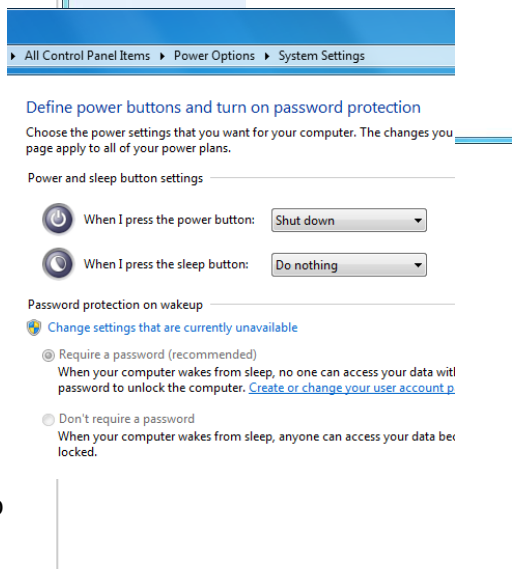 All Control Panel Items Power Options System Settings
Define power buttons and turn on password protection
Choose the power settings that you want for your computer. The changes you
page apply to all of your power plans.
Power and sleep button settings
When I press the power button: Shut down
When I press the sleep button: Do nothing
Password protection on wakeup
Change settings that are currently unavailable
Require a password (recommended)
When your computer wakes from sleep, no one can access your data
password to unlock the computer. Create or change your user account
Don't require a password
When your computer wakes from sleep, anyone can access your data
locked.